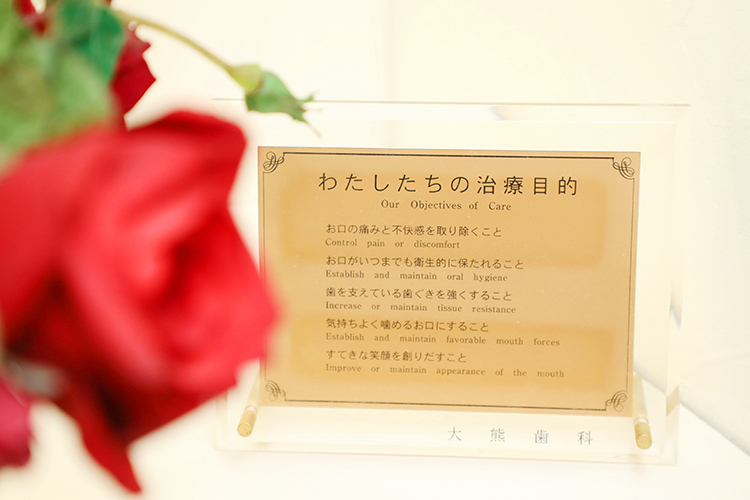 わたしたちの治療目的
Our Objectives of Care
お口の痛みと不快感を取り除くこと
Control pain or discomfort
お口がいつまでも衛生的に保たれること
Establish and maintain oral hygiene
歯を支えている歯ぐきを強くすること
Increase or maintain tissue resistance
気持ちよく噛めるお口にすること
Establish and maintain favorable mouth forces
すてきな笑顔を創りだすこと
Improve or maintain appearance of the mouth
大熊歯科